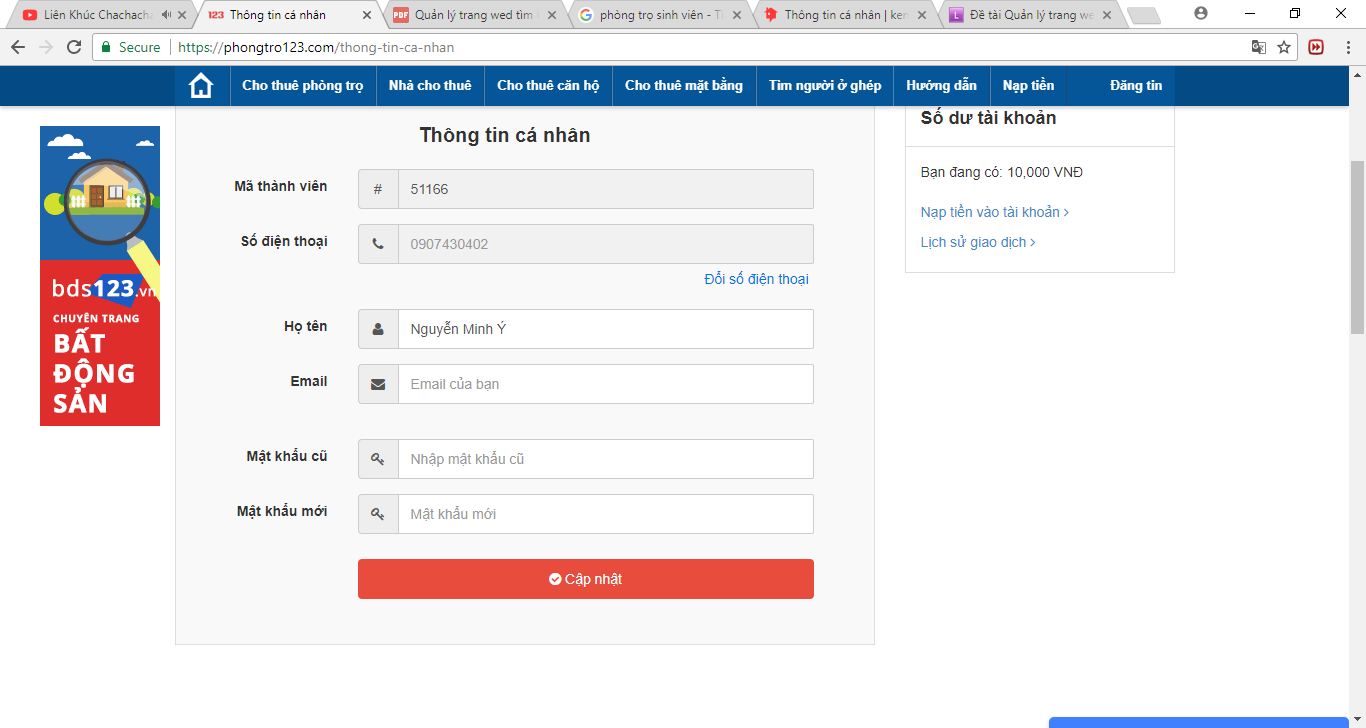 Liên Khúc Chachacha
Thông tin cá nhân
Quản lý trang wed tìm
phòng trọ sinh viên - Tì
Thông tin cá nhân | ken
Đề tài Quản lý trang we
Secure
https://phongtro123.com/thong-tin-ca-nhan
Cho thuê phòng trọ
Nhà cho thuê
Cho thuê căn hộ
Cho thuê mặt bằng
Tìm người ở ghép
Hướng dẫn
Nạp tiền
Đăng tin
bds123.vn
CHUYÊN TRANG
BẤT
ĐỘNG
SẢN
Thông tin cá nhân
Mã thành viên
# 51166
Số điện thoại
0907430402
Đổi số điện thoại
Họ tên
Nguyễn Minh Ý
Email
Email của bạn
Mật khẩu cũ
Nhập mật khẩu cũ
Mật khẩu mới
Mật khẩu mới
Cập nhật
Số dư tài khoản
Bạn đang có: 10,000 VNĐ
Nạp tiền vào tài khoản ›
Lịch sử giao dịch ›